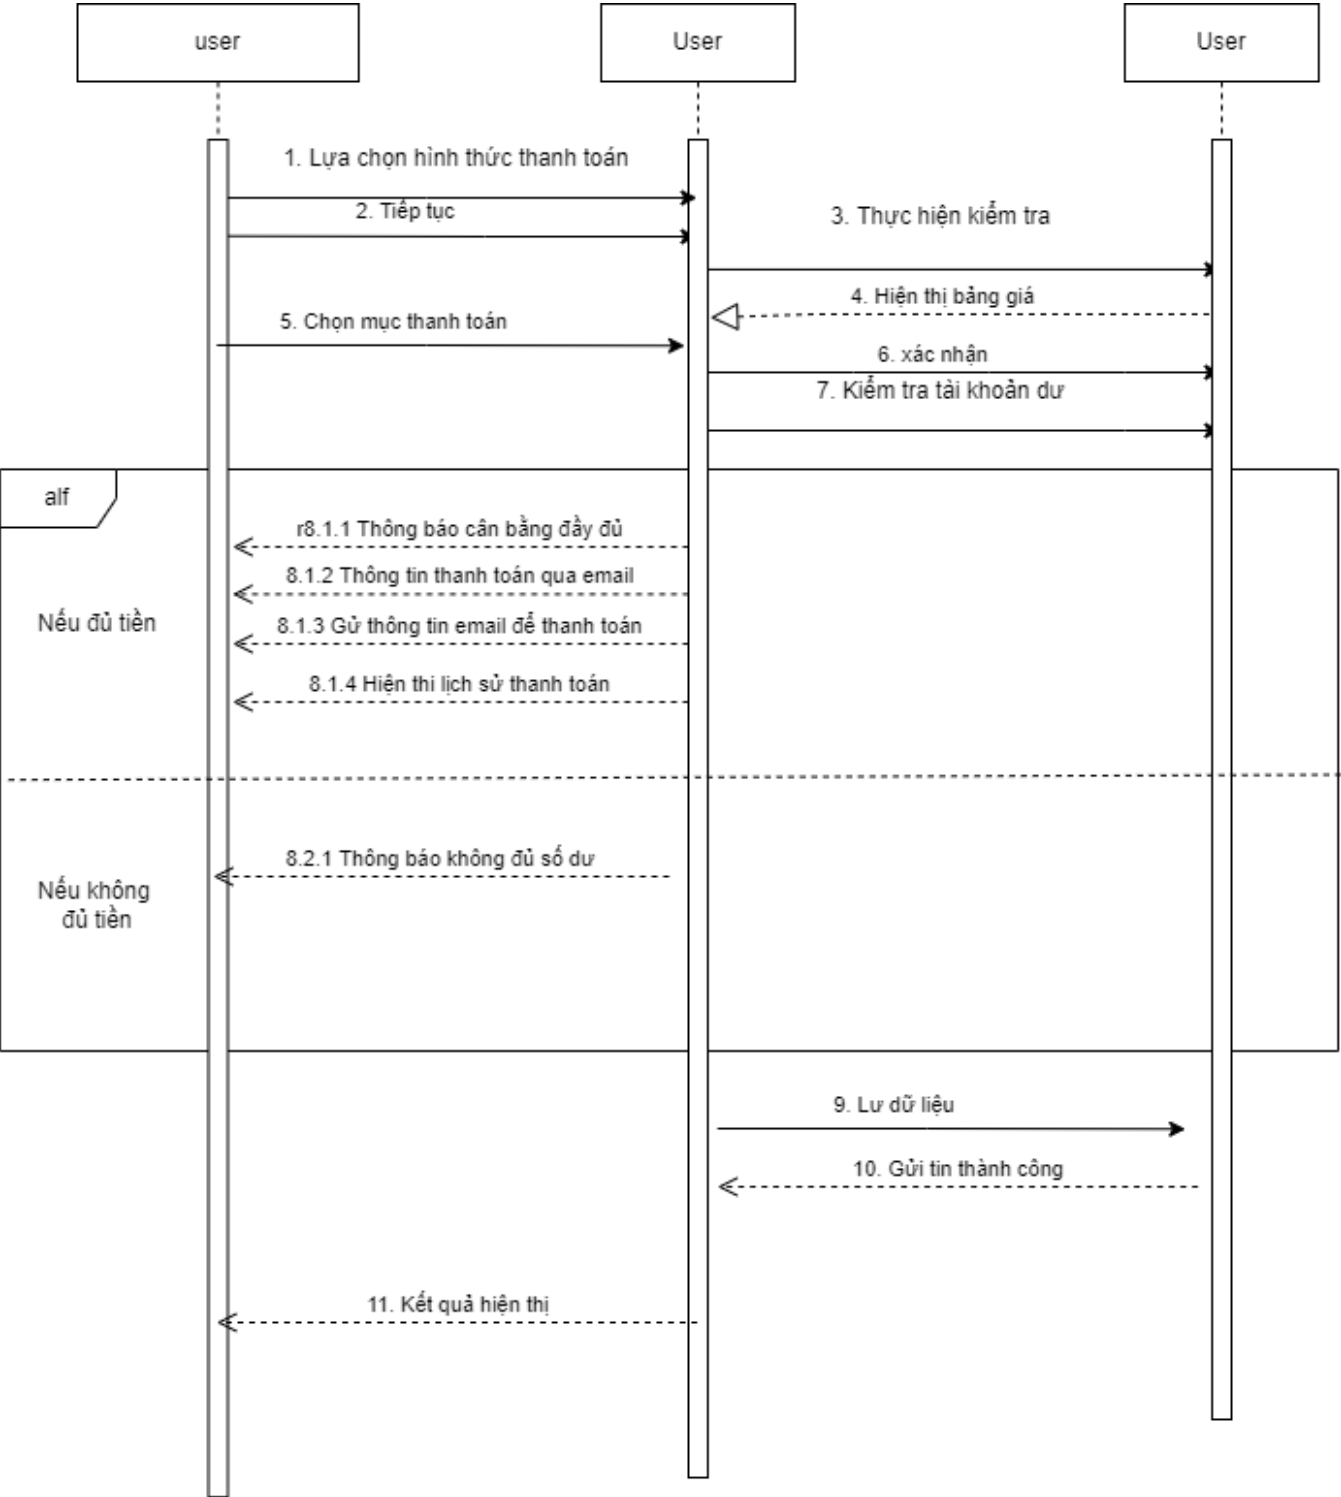 user
User
User
1. Lựa chọn hình thức thanh toán
2. Tiếp tục
3. Thực hiện kiểm tra
4. Hiện thị bảng giá
5. Chọn mục thanh toán
6. xác nhận
7. Kiểm tra tài khoản dư
alf
r8.1.1 Thông báo cân bằng đầy đủ
8.1.2 Thông tin thanh toán qua email
Nếu đủ tiền
8.1.3 Gử thông tin email để thanh toán
8.1.4 Hiện thi lịch sử thanh toán
8.2.1 Thông báo không đủ số dư
Nếu không
đủ tiền
9. Lư dữ liệu
10. Gửi tin thành công
11. Kết quả hiện thị